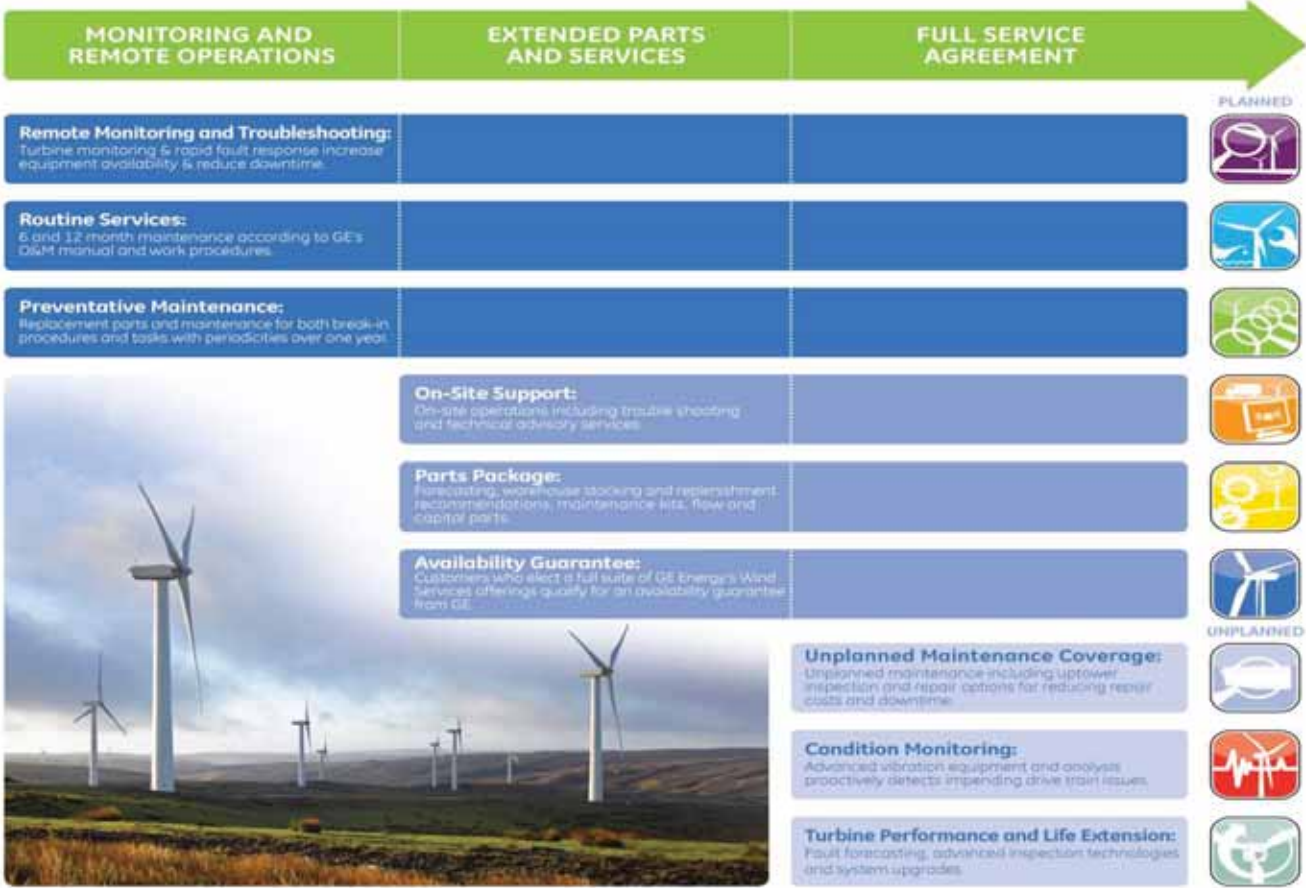 MONITORING AND
REMOTE OPERATIONS
EXTENDED PARTS
AND SERVICES
FULL SERVICE
AGREEMENT
PLANNED
Remote Monitoring and Troubleshooting:
Turbine monitoring & rapid fault response increase
equipment availability & reduce downtime.
Routine Services:
6 and 12 month maintenance according to GE's
O&M manual and work procedures.
Preventative Maintenance:
Replacement parts and maintenance for both break-in
procedures and tasks with periodicities over one year.
On-Site Support:
On-site operations including trouble shooting
and technical advisory services.
Parts Package:
Forecasting, warehouse stocking and replenishment
recommendations, maintenance kits, flow and
capital parts.
Availability Guarantee:
Customers who elect a full suite of GE Energy's Wind
Services offerings qualify for an availability guarantee
from GE.
UNPLANNED
Unplanned Maintenance Coverage:
Unplanned maintenance including uptower
inspection and repair options for reducing repair
costs and downtime.
Condition Monitoring:
Advanced vibration equipment and analysis
proactively detects impending drive train issues.
Turbine Performance and Life Extension:
Fault forecasting, advanced inspection technologies
and system upgrades.